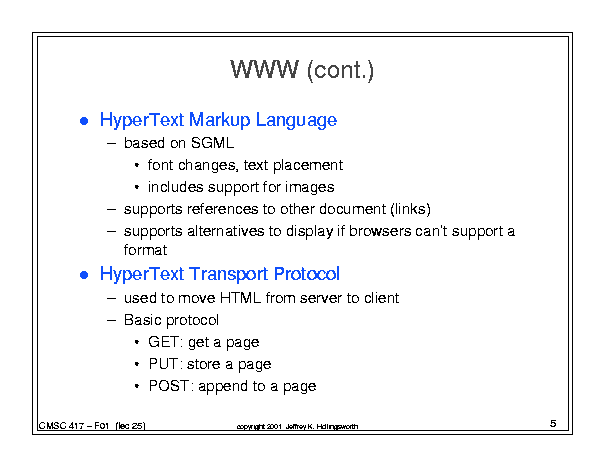 WWW (cont.)
● HyperText Markup Language
– based on SGML
• font changes, text placement
• includes support for images
– supports references to other document (links)
– supports alternatives to display if browsers can't support a
format
● HyperText Transport Protocol
– used to move HTML from server to client
– Basic protocol
• GET: get a page
• PUT: store a page
• POST: append to a page
CMSC 417 – F01 (lec 25)
copyright 2001 Jeffrey K. Hollingsworth
5